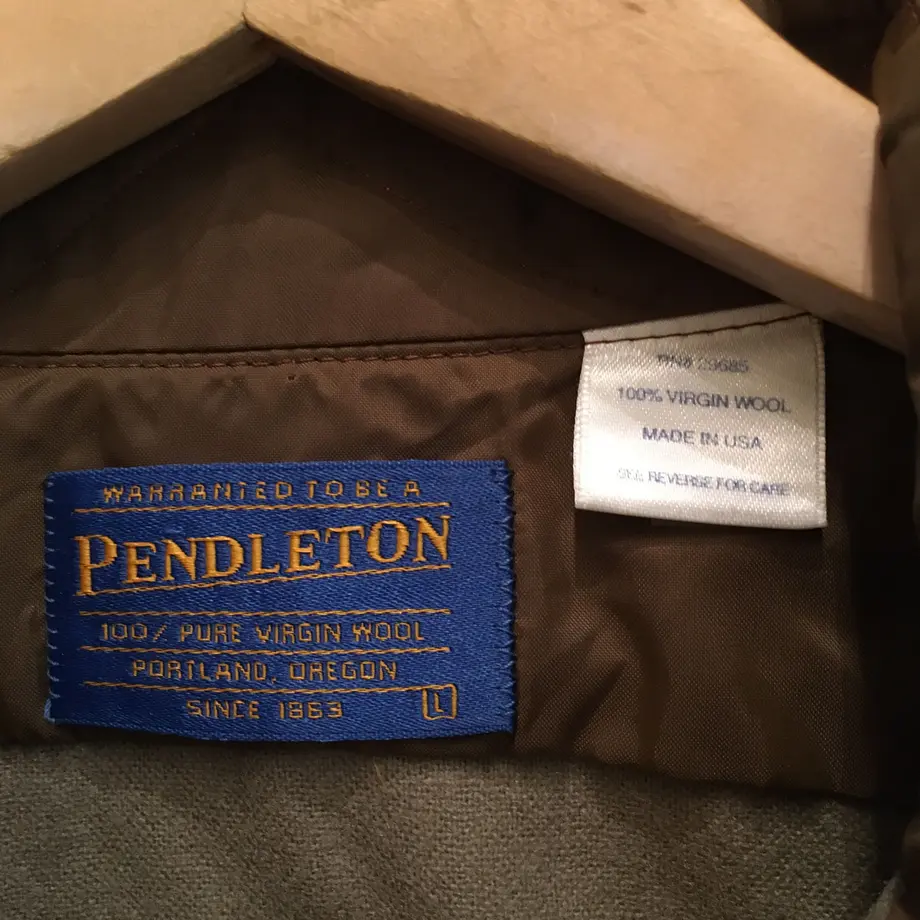 WARRANTED TO BE A
PENDLETON
100% PURE VIRGIN WOOL
PORTLAND, OREGON
SINCE 1863
L
RN# 29685
100% VIRGIN WOOL
MADE IN USA
SEE REVERSE FOR CARE